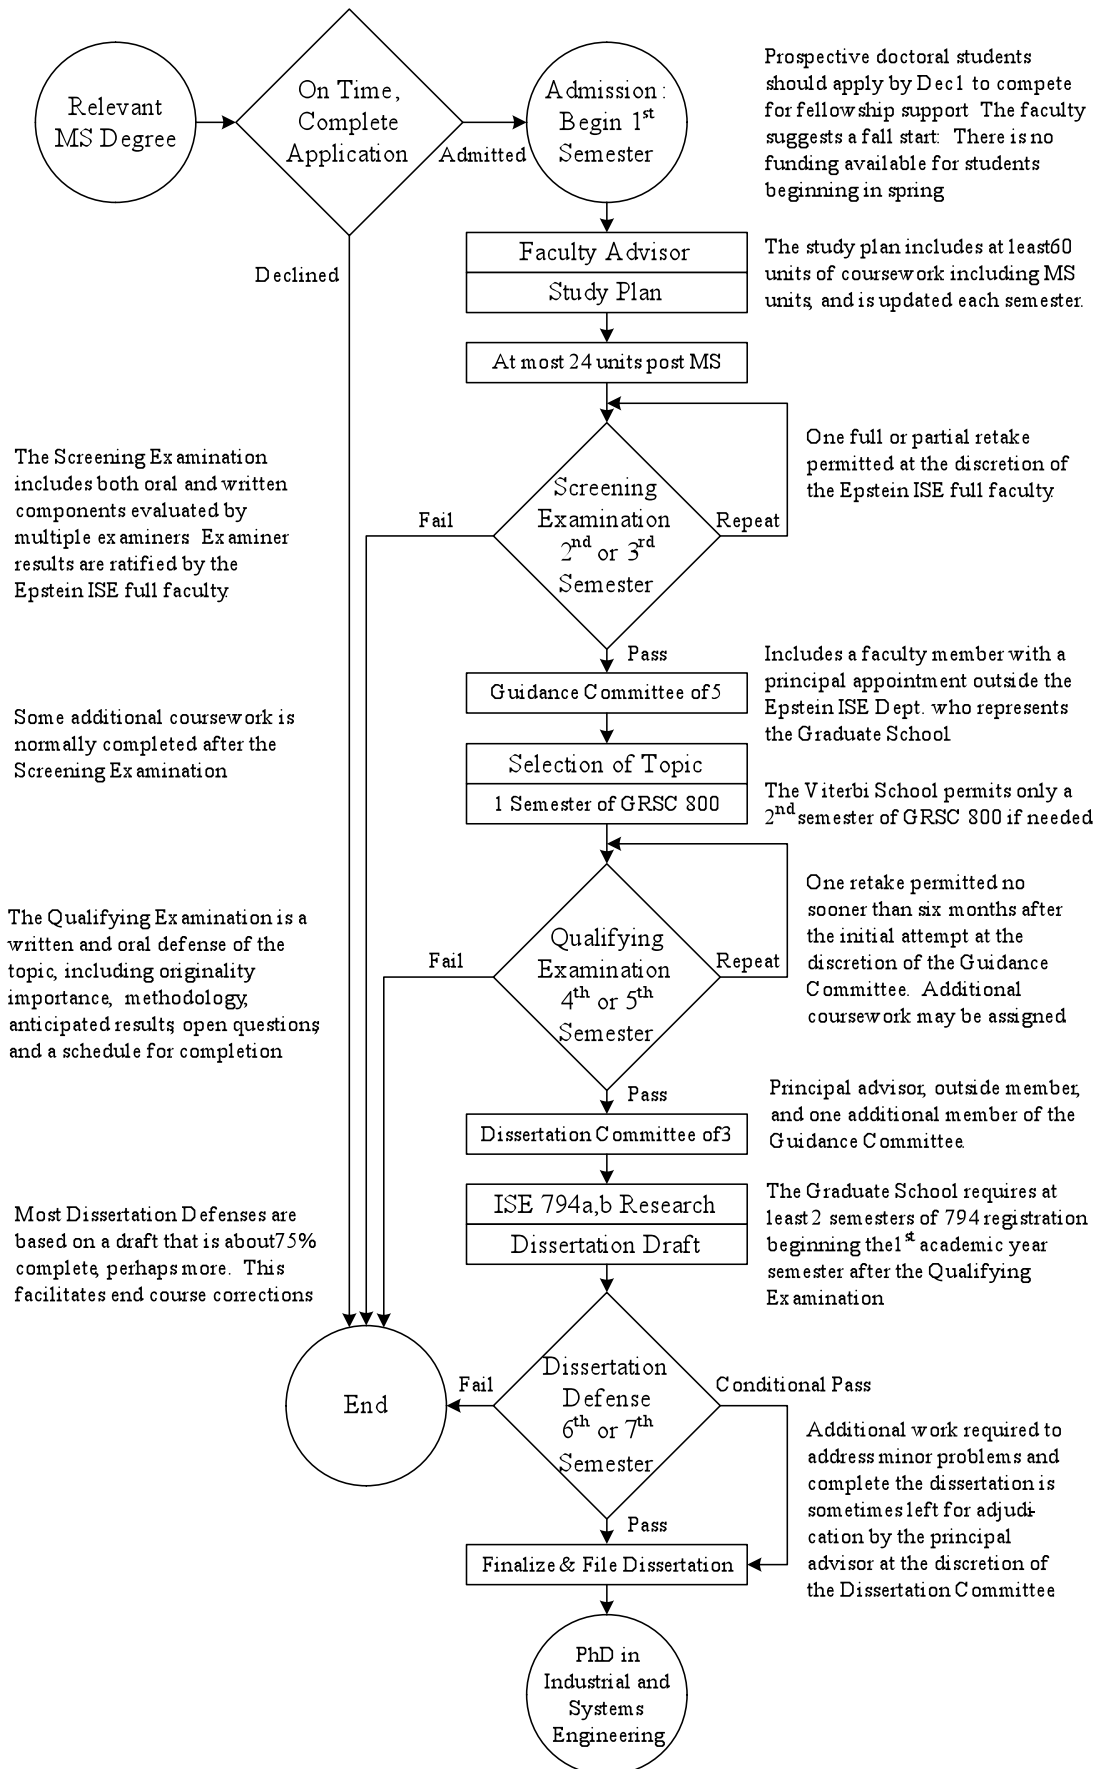 Relevant
MS Degree
On Time,
Complete
Application
Admitted
Declined
Admission:
Begin 1st
Semester
Prospective doctoral students
should apply by Dec1 to compete
for fellowship support The faculty
suggests a fall start: There is no
funding available for students
beginning in spring
Faculty Advisor
Study Plan
The study plan includes at least60
units of coursework including MS
units, and is updated each semester.
At most 24 units post MS
The Screening Examination
includes both oral and written
components evaluated by
multiple examiners Examiner
results are ratified by the
Epstein ISE full faculty.
Screening
Examination
2nd or 3rd
Semester
Fail
Repeat
Pass
One full or partial retake
permitted at the discretion of
the Epstein ISE full faculty.
Guidance Committee of5
Includes a faculty member with a
principal appointment outside the
Epstein ISE Dept. who represents
the Graduate School
Some additional coursework is
normally completed after the
Screening Examination
Selection of Topic
1 Semester of GRSC 800
The Viterbi School permits only a
2nd semester of GRSC 800 if needed
The Qualifying Examination is a
written and oral defense of the
topic, including originality
importance, methodology,
anticipated results, open questions,
and a schedule for completion
Qualifying
Examination
4th or 5th
Semester
Fail
Repeat
Pass
One retake permitted no
sooner than six months after
the initial attempt at the
discretion of the Guidance
Committee. Additional
coursework may be assigned
Dissertation Committee of3
Principal advisor, outside member,
and one additional member of the
Guidance Committee.
ISE 794a,b Research
Dissertation Draft
The Graduate School requires at
least2 semesters of 794 registration
beginning the1st academic year
semester after the Qualifying
Examination
Most Dissertation Defenses are
based on a draft that is about75%
complete, perhaps more. This
facilitates end course corrections
End
Dissertation
Defense
6th or 7th
Semester
Fail
Conditional Pass
Pass
Additional work required to
address minor problems and
complete the dissertation is
sometimes left for adjudi-
cation by the principal
advisor at the discretion of
the Dissertation Committee
Finalize & File Dissertation
PhD in
Industrial and
Systems
Engineering